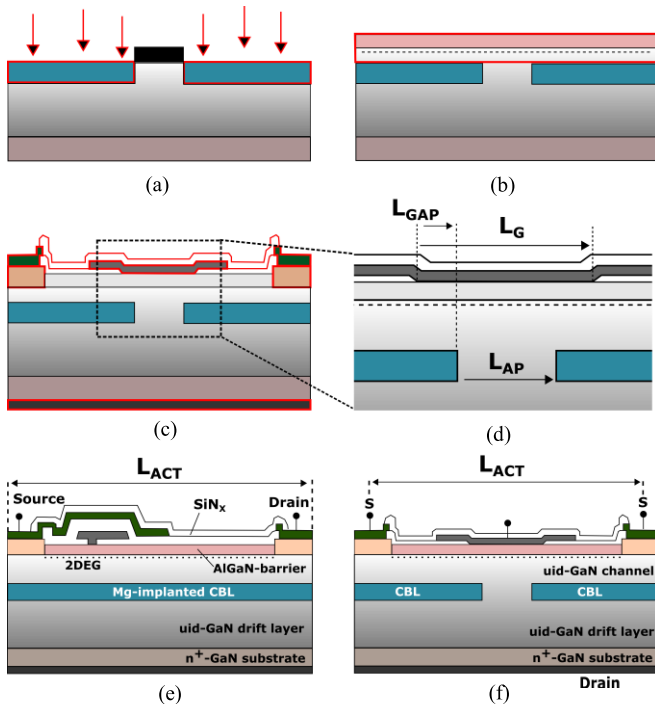 (a)
(b)
L_GAP
L_G
L_AP
(c)
(d)
L_ACT
Source
SiN_x
Drain
2DEG
AlGaN-barrier
Mg-implanted CBL
uid-GaN drift layer
n⁺-GaN substrate
(e)
L_ACT
S
S
uid-GaN channel
CBL
CBL
uid-GaN drift layer
n⁺-GaN substrate
Drain
(f)